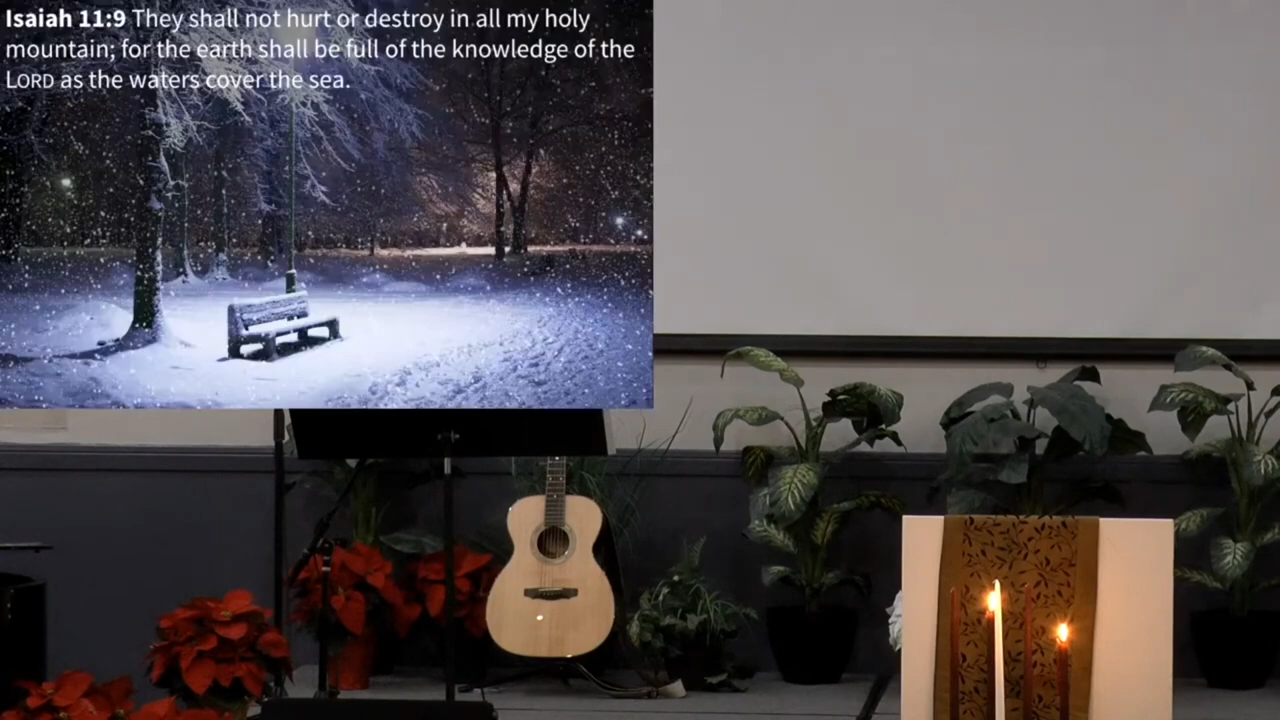 Isaiah 11:9 They shall not hurt or destroy in all my holy
mountain; for the earth shall be full of the knowledge of the
LORD as the waters cover the sea.